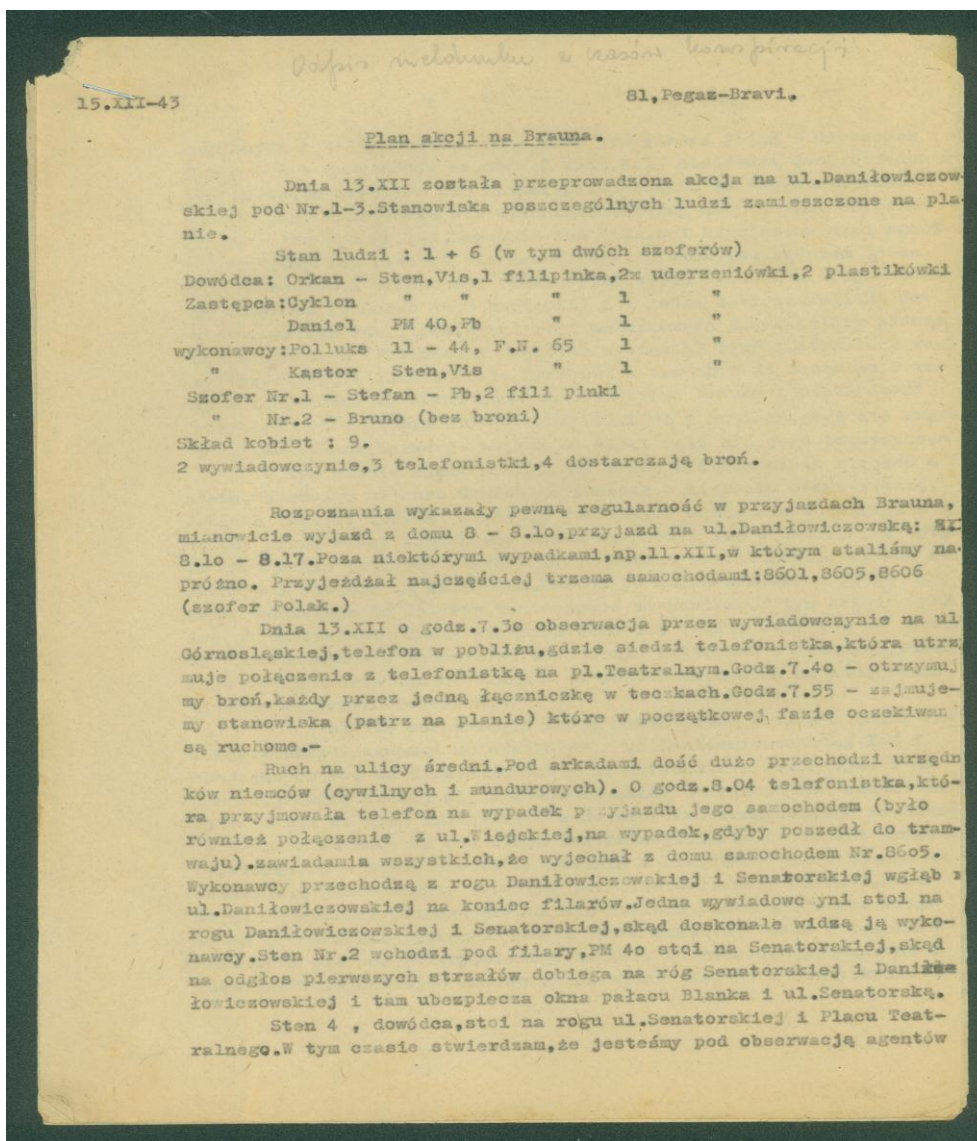 Odpis meldunku z czasów konspiracji
15.XII-43
81,Pegaz-Bravi.
Plan akcji na Brauna.
Dnia 13.XII została przeprowadzona akcja na ul.Daniłowiczow-
skiej pod Nr.1-3.Stanowiska poszczególnych ludzi zamieszczone na pla-
nie.
Stan ludzi : 1 + 6 (w tym dwóch szoferów)
Dowódca: Orkan - Sten,Vis,1 filipinka,2x uderzeniówki,2 plastikówki
Zastępca:Cyklon " " " 1 "
Daniel PM 40,Pb " 1 "
wykonawcy:Polluks 11 - 44, F.N. 65 1 "
" Kastor Sten,Vis " 1 "
Szofer Nr.1 - Stefan - Pb,2 fili pinki
" Nr.2 - Bruno (bez broni)
Skład kobiet : 9.
2 wywiadowczynie,3 telefonistki,4 dostarczają broń.
Rozpoznania wykazały pewną regularność w przyjazdach Brauna,
mianowicie wyjazd z domu 8 - 8.1o,przyjazd na ul.Daniłowiczowską:
8.1o - 8.17.Poza niektórymi wypadkami,np.11.XII,w którym staliśmy na-
próżno. Przyjeżdżał najczęściej trzema samochodami:8601,8605,8606
(szofer Polak.)
Dnia 13.XII o godz.7.3o obserwacja przez wywiadowczynie na ul
Górnosląskiej,telefon w pobliżu,gdzie siedzi telefonistka,która utrzy
muje połączenie z telefonistką na pl.Teatralnym.Godz.7.4o - otrzymuj
my broń,każdy przez jedną łączniczkę w teczkach.Godz.7.55 - zajmuje-
my stanowiska (patrz na planie) które w początkowej fazie oczekiwan
są ruchome.-
Ruch na ulicy średni.Pod arkadami dość dużo przechodzi urzędn
ków niemców (cywilnych i mundurowych). O godz.8.04 telefonistka,któ-
ra przyjmowała telefon na wypadek p zyjazdu jego samochodem (było
również połączenie z ul.Wiejskiej,na wypadek,gdyby poszedł do tram-
waju).zawiadamia wszystkich,że wyjechał z domu samochodem Nr.86o5.
Wykonawcy przechodzą z rogu Daniłowiczowskiej i Senatorskiej wgłąb z
ul.Daniłowiczowskiej na koniec filarów.Jedna wywiadowc yni stoi na
rogu Daniłowiczowskiej i Senatorskiej,skąd doskonale widzą ją wyko-
nawcy.Sten Nr.2 wchodzi pod filary,PM 4o stoi na Senatorskiej,skąd
na odgłos pierwszych strzałów dobiega na róg Senatorskiej i Dani
łowiczowskiej i tam ubezpiecza okna pałacu Blanka i ul.Senatorską.
Sten 4 , dowódca,stoi na rogu ul.Senatorskiej i Placu Teat-
ralnego.W tym czasie stwierdzam,że jesteśmy pod obserwacją agentów